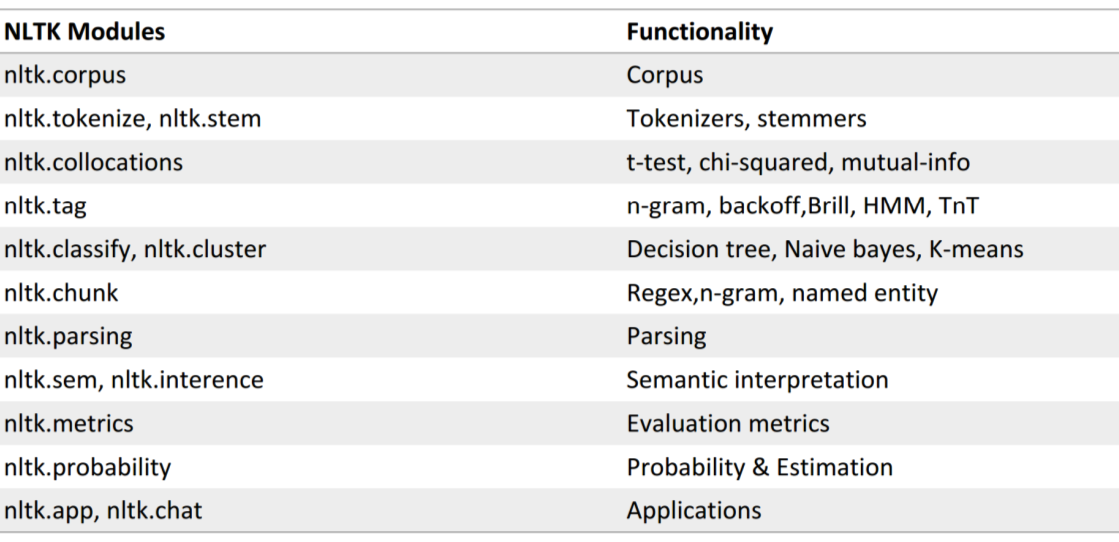 NLTK Modules Functionality
nltk.corpus Corpus
nltk.tokenize, nltk.stem Tokenizers, stemmers
nltk.collocations t-test, chi-squared, mutual-info
nltk.tag n-gram, backoff,Brill, HMM, TnT
nltk.classify, nltk.cluster Decision tree, Naive bayes, K-means
nltk.chunk Regex,n-gram, named entity
nltk.parsing Parsing
nltk.sem, nltk.interence Semantic interpretation
nltk.metrics Evaluation metrics
nltk.probability Probability & Estimation
nltk.app, nltk.chat Applications